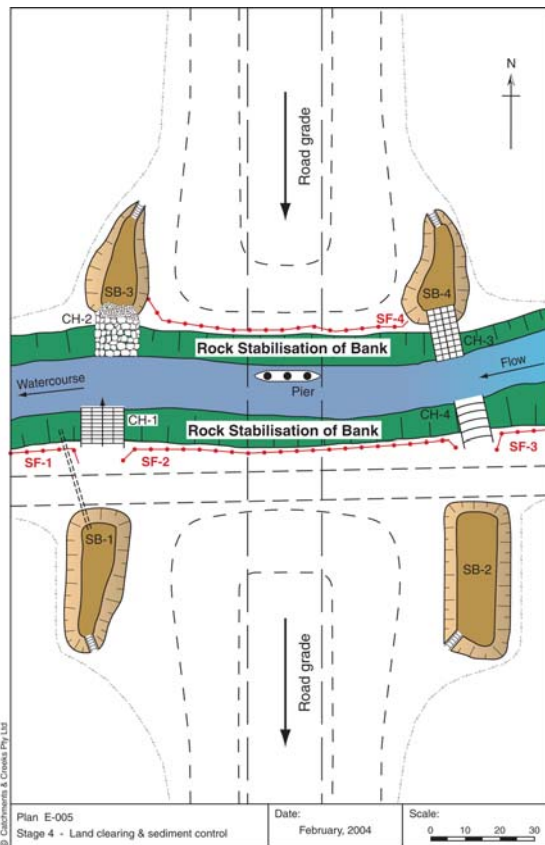 N
Road grade
SB-3
SB-4
CH-2
SF-4
CH-3
Rock Stabilisation of Bank
Watercourse
Pier
Flow
CH-1
CH-4
Rock Stabilisation of Bank
SF-1
SF-2
SF-3
SB-1
SB-2
Road grade
© Catchments & Creeks Pty Ltd
Plan E-005
Stage 4 - Land clearing & sediment control
Date:
February, 2004
Scale:
0 10 20 30